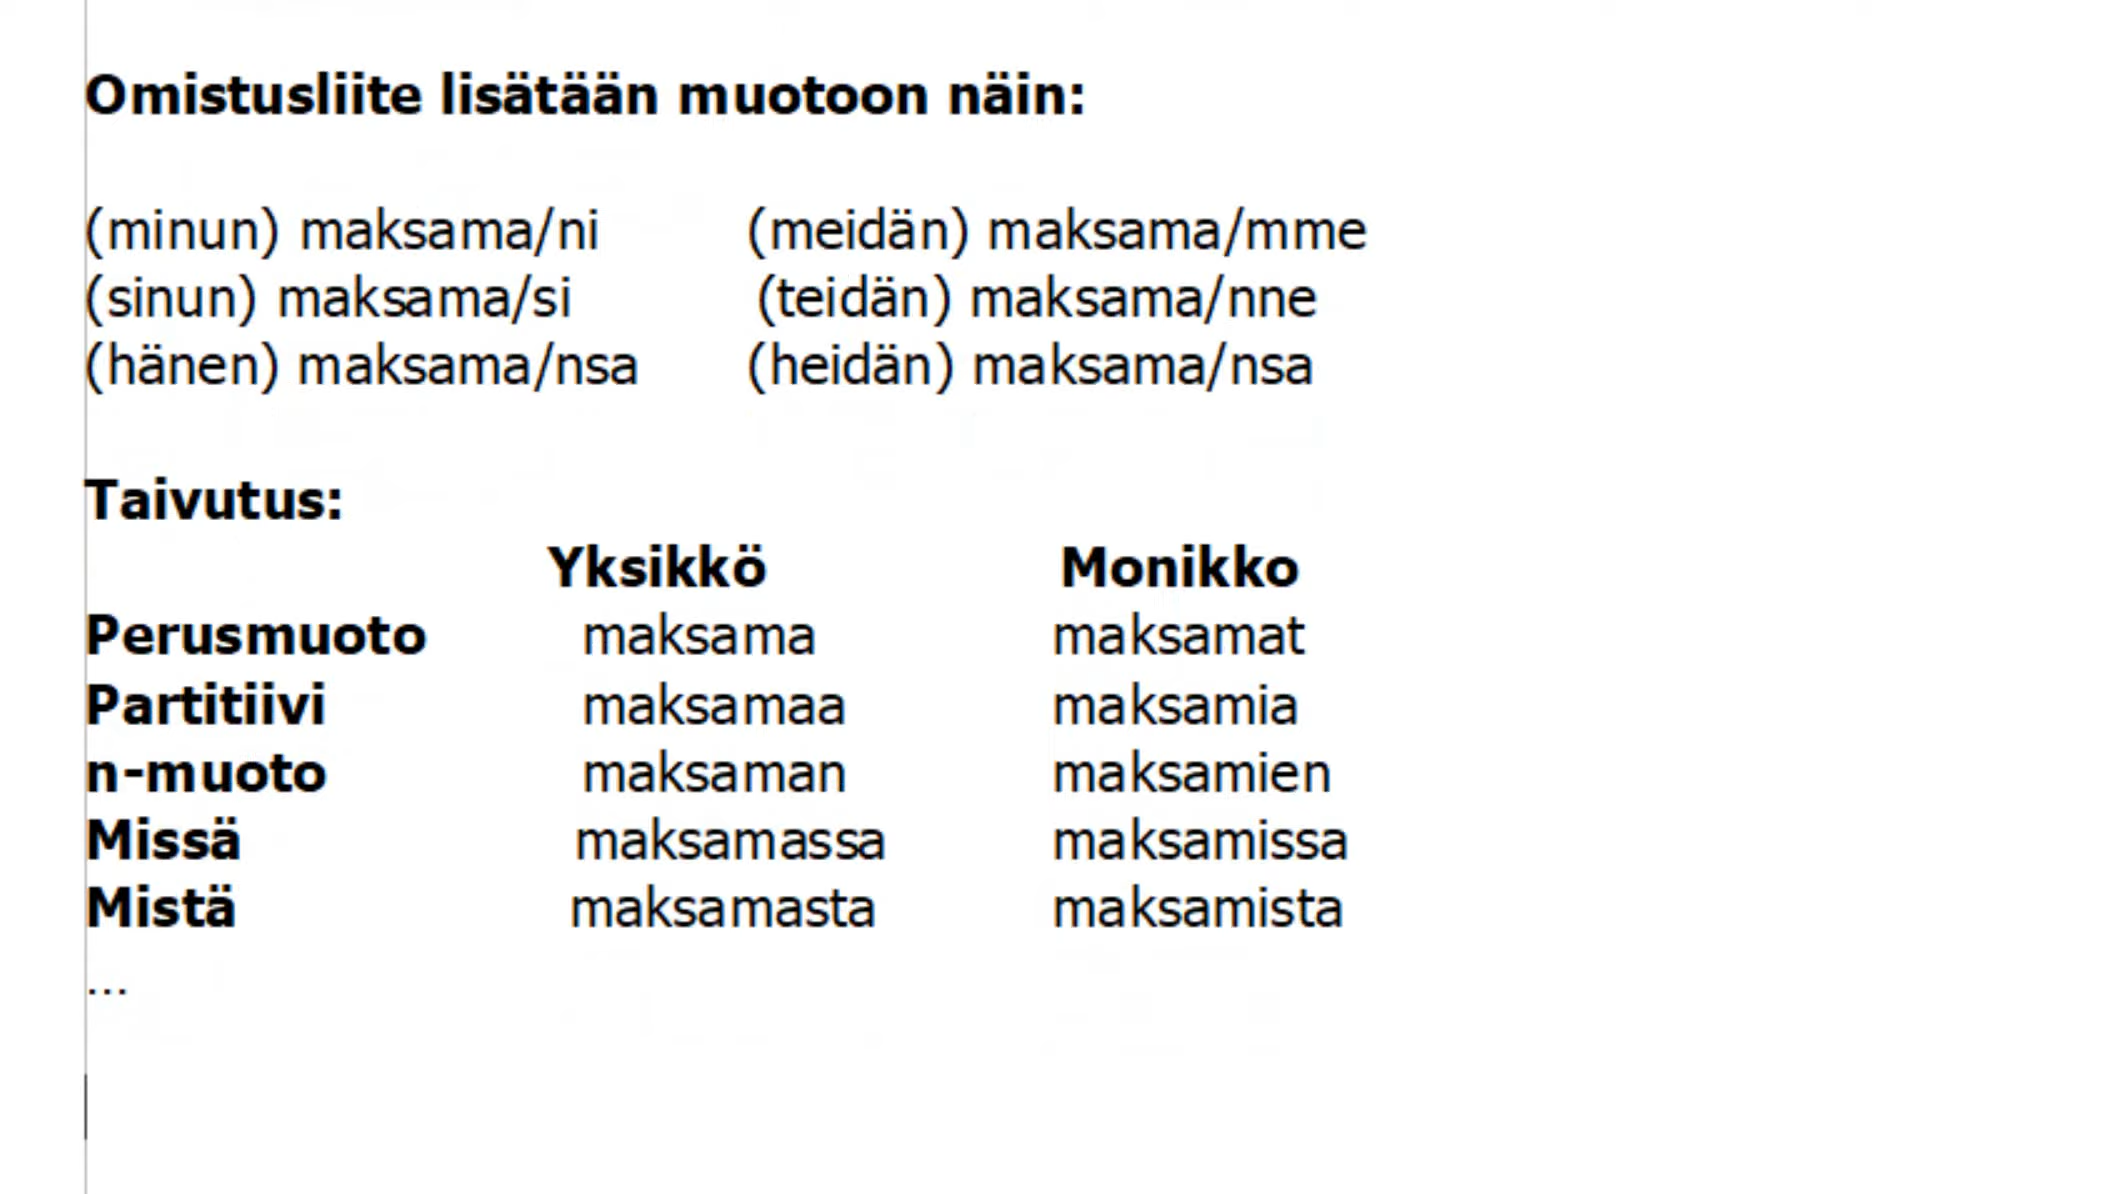 Omistusliite lisätään muotoon näin:
(minun) maksama/ni (meidän) maksama/mme
(sinun) maksama/si (teidän) maksama/nne
(hänen) maksama/nsa (heidän) maksama/nsa
Taivutus:
Yksikkö Monikko
Perusmuoto maksama maksamat
Partitiivi maksamaa maksamia
n-muoto maksaman maksamien
Missä maksamassa maksamissa
Mistä maksamasta maksamista
...